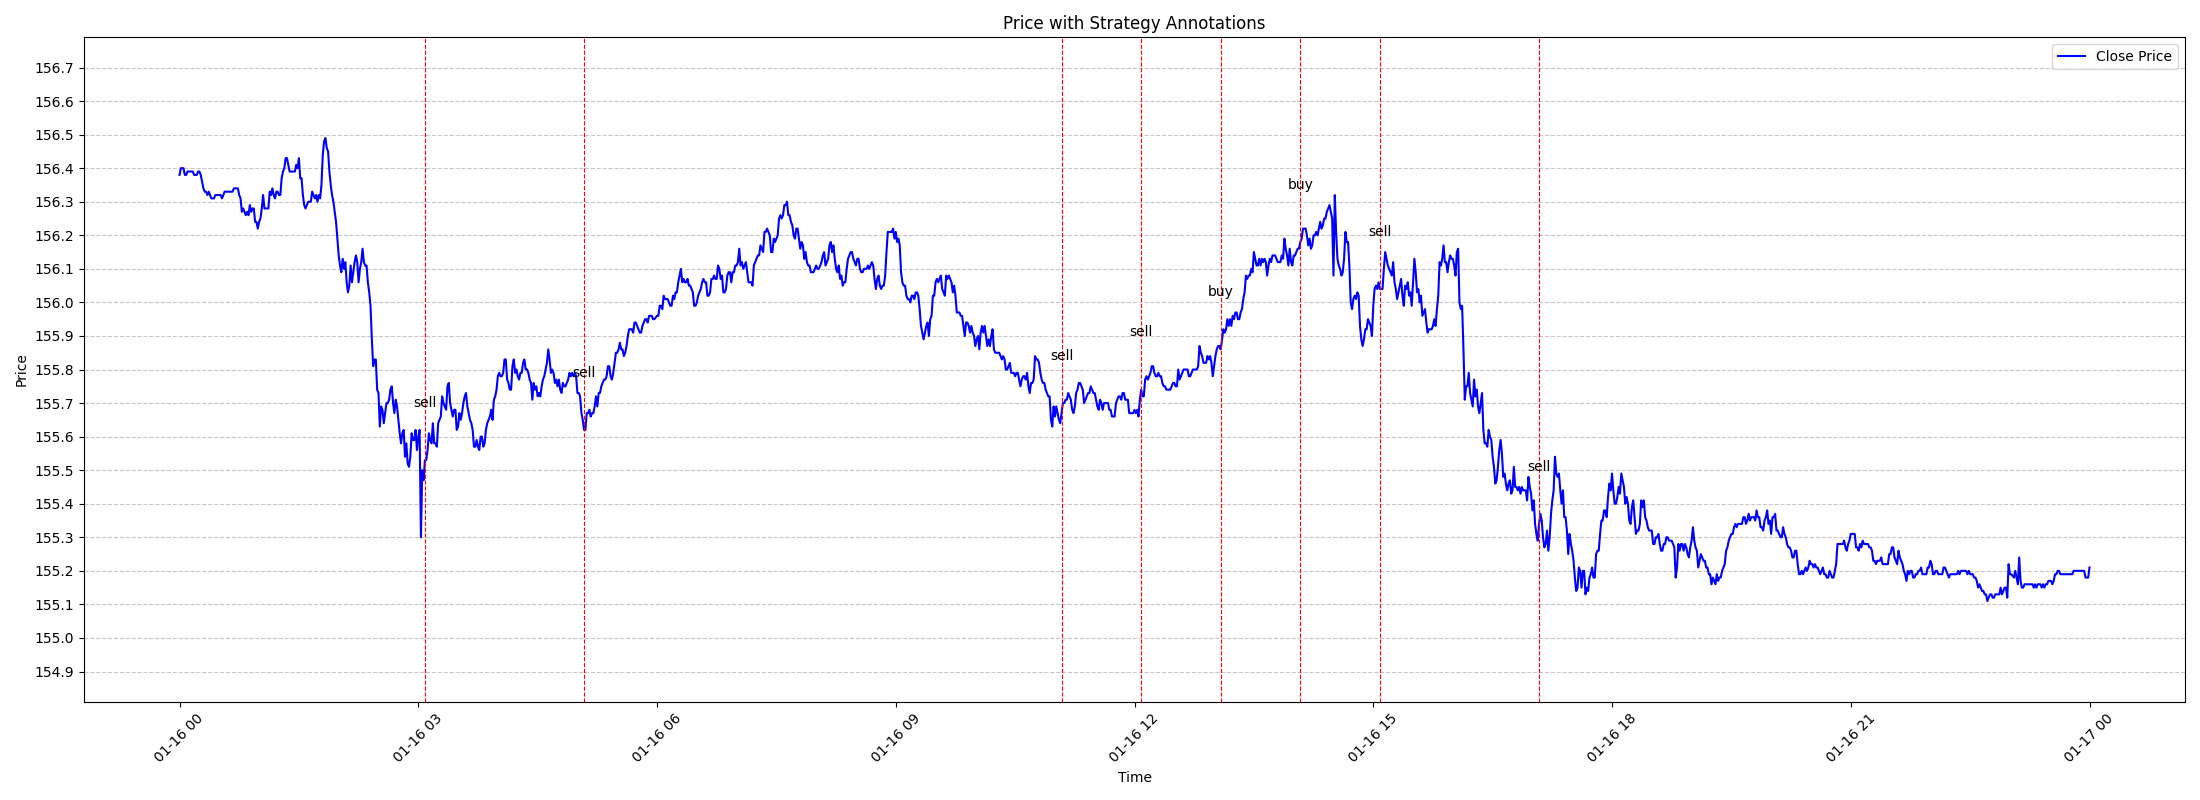 Price with Strategy Annotations
Close Price
Price
156.7
156.6
156.5
156.4
156.3
156.2
156.1
156.0
155.9
155.8
155.7
155.6
155.5
155.4
155.3
155.2
155.1
155.0
154.9
sell
sell
sell
sell
buy
buy
sell
sell
01-16 00
01-16 03
01-16 06
01-16 09
01-16 12
01-16 15
01-16 18
01-16 21
01-17 00
Time